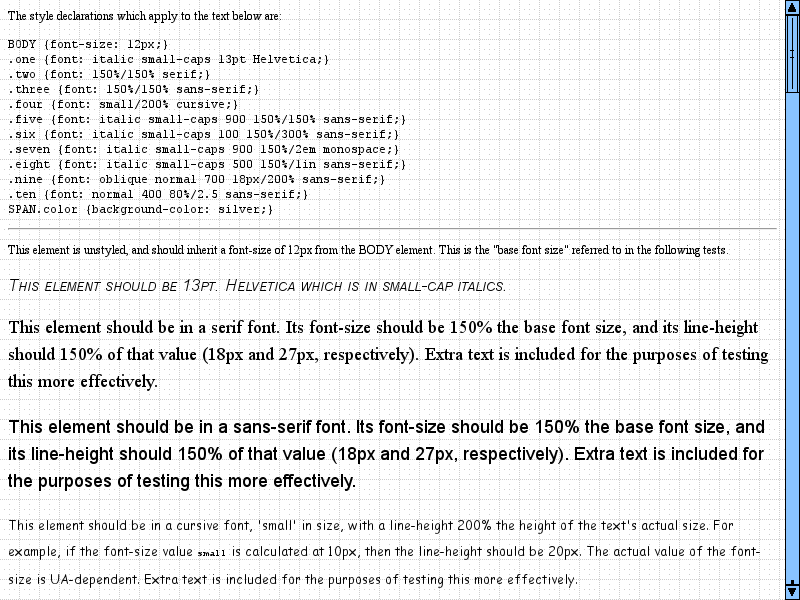 The style declarations which apply to the text below are:
BODY {font-size: 12px;}
.one {font: italic small-caps 13pt Helvetica;}
.two {font: 150%/150% serif;}
.three {font: 150%/150% sans-serif;}
.four {font: small/200% cursive;}
.five {font: italic small-caps 900 150%/150% sans-serif;}
.six {font: italic small-caps 100 150%/300% sans-serif;}
.seven {font: italic small-caps 900 150%/2em monospace;}
.eight {font: italic small-caps 500 150%/1in sans-serif;}
.nine {font: oblique normal 700 18px/200% sans-serif;}
.ten {font: normal 400 80%/2.5 sans-serif;}
SPAN.color {background-color: silver;}
This element is unstyled, and should inherit a font-size of 12px from the BODY element. This is the "base font size" referred to in the following tests.
This element should be 13pt. Helvetica which is in small-cap italics.
This element should be in a serif font. Its font-size should be 150% the base font size, and its line-height
should 150% of that value (18px and 27px, respectively). Extra text is included for the purposes of testing
this more effectively.
This element should be in a sans-serif font. Its font-size should be 150% the base font size, and
its line-height should 150% of that value (18px and 27px, respectively). Extra text is included for
the purposes of testing this more effectively.
This element should be in a cursive font, 'small' in size, with a line-height 200% the height of the text's actual size. For
example, if the font-size value small is calculated at 10px, then the line-height should be 20px. The actual value of the font-
size is UA-dependent. Extra text is included for the purposes of testing this more effectively.